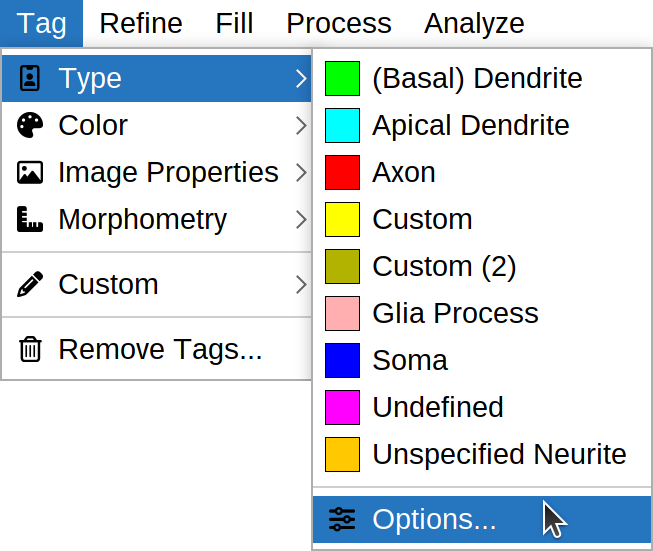 Tag Refine Fill Process Analyze
Type
Color
Image Properties
Morphometry
Custom
Remove Tags...
(Basal) Dendrite
Apical Dendrite
Axon
Custom
Custom (2)
Glia Process
Soma
Undefined
Unspecified Neurite
Options...